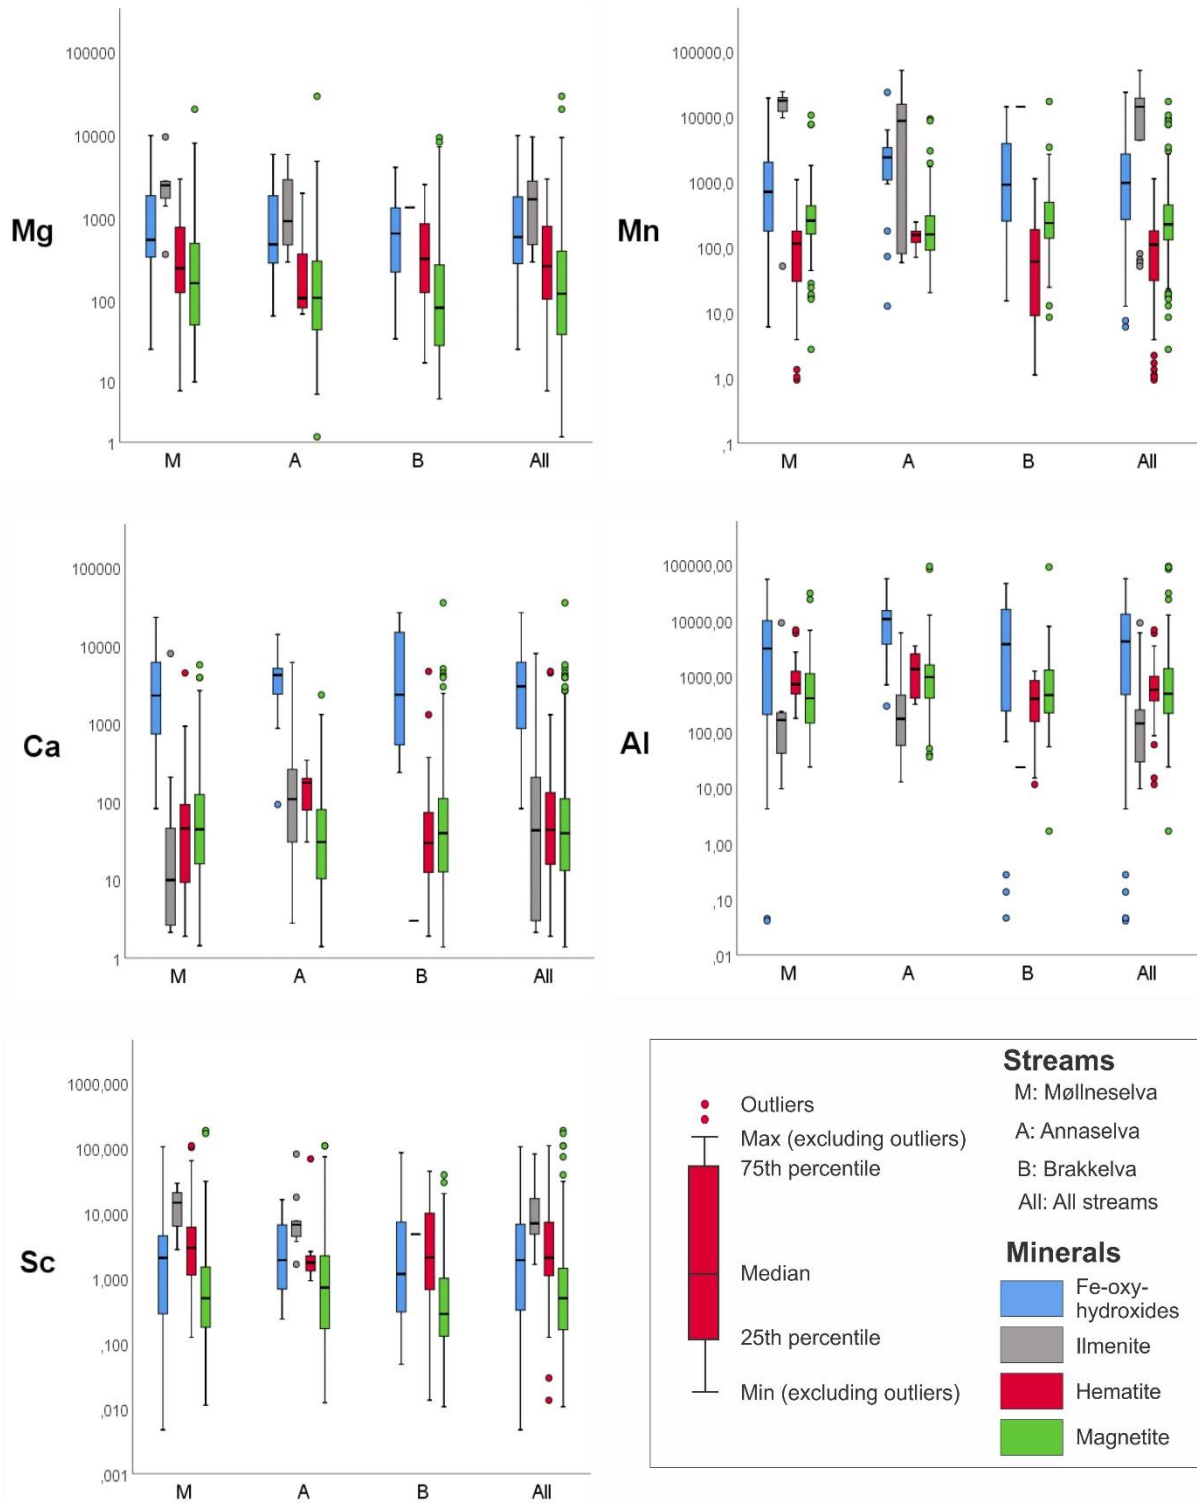 100000
10000
1000
100
10
1
Mg
M A B All
100000,0
10000,0
1000,0
100,0
10,0
1,0
,1
Mn
M A B All
100000
10000
1000
100
10
1
Ca
M A B All
100000,00
10000,00
1000,00
100,00
10,00
1,00
,10
,01
Al
M A B All
1000,000
100,000
10,000
1,000
,100
,010
,001
Sc
M A B All
Outliers
Max (excluding outliers)
75th percentile
Median
25th percentile
Min (excluding outliers)
Streams
M: Møllneselva
A: Annaselva
B: Brakkelva
All: All streams
Minerals
Fe-oxy-
hydroxides
Ilmenite
Hematite
Magnetite